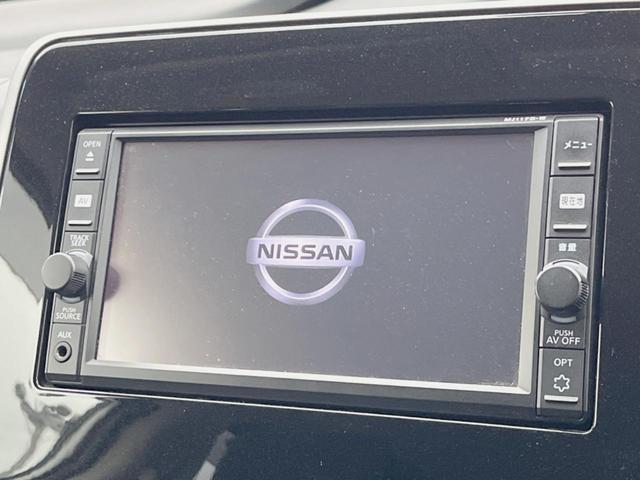 MJ117D-W
OPEN
AV
TRACK
SEEK
PUSH
SOURCE
AUX
NISSAN
メニュー
現在地
音量
PUSH
AV OFF
OPT